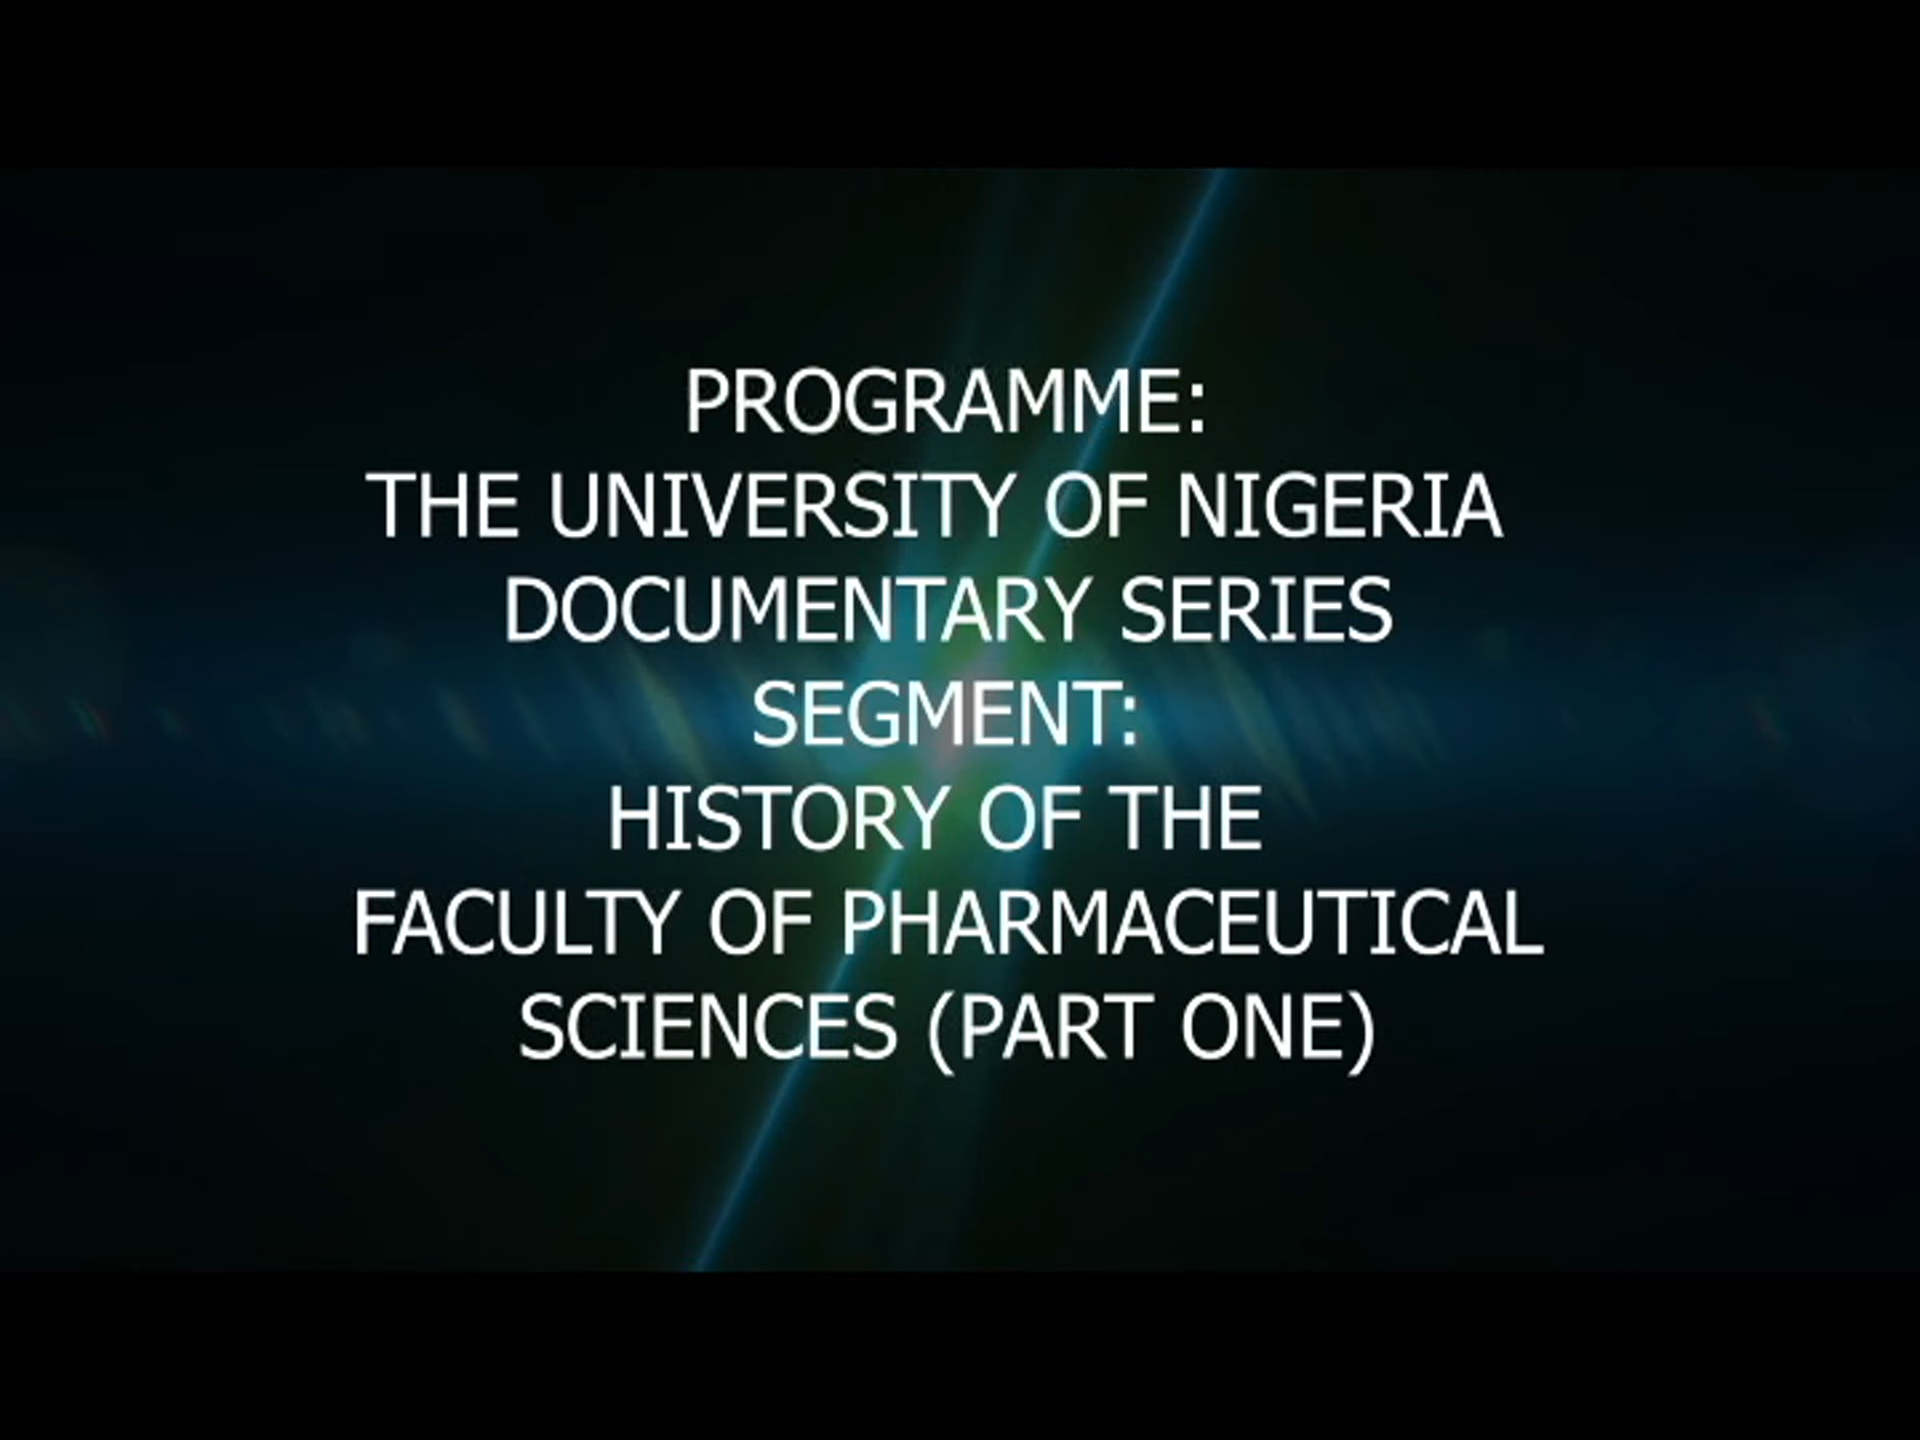 PROGRAMME:
THE UNIVERSITY OF NIGERIA
DOCUMENTARY SERIES
SEGMENT:
HISTORY OF THE
FACULTY OF PHARMACEUTICAL
SCIENCES (PART ONE)